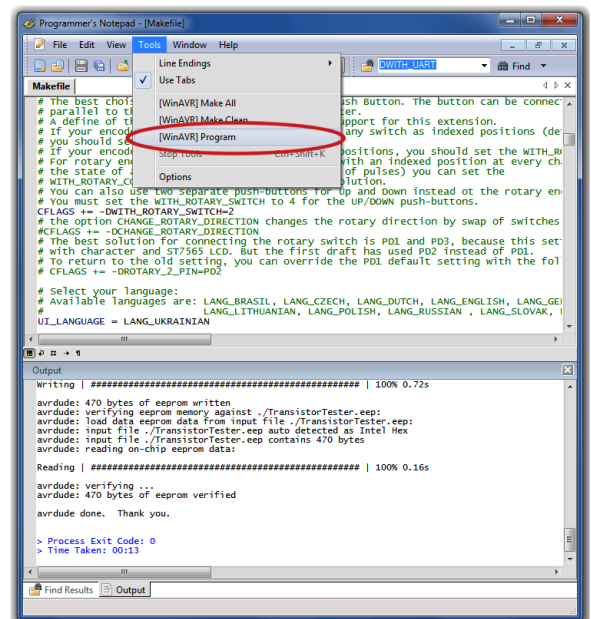 Programmer's Notepad - [Makefile]
File Edit View Tools Window Help
DWITH_UART Find
Line Endings
Use Tabs
[WinAVR] Make All
[WinAVR] Make Clean
[WinAVR] Program
Stop Tools Ctrl+Shift+K
Options
Makefile
# The best choi sh Button. The button can be connec
# parallel to th er.
# A define of th upport for this extension.
# If your encod any switch as indexed positions (de
# you should se
# If your encod ositions, you should set the WITH_R
# For rotary en ith an indexed position at every cha
# the state of a of pulses) you can set the
# WITH_ROTARY_CO olution.
# You can also use two separate push-buttons for Up and Down instead ot the rotary en
# You must set the WITH_ROTARY_SWITCH to 4 for the UP/DOWN push-buttons.
CFLAGS += -DWITH_ROTARY_SWITCH=2
# the option CHANGE_ROTARY_DIRECTION changes the rotary direction by swap of switches
#CFLAGS += -DCHANGE_ROTARY_DIRECTION
# The best solution for connecting the rotary switch is PD1 and PD3, because this set
# with character and ST7565 LCD. But the first draft has used PD2 instead of PD1.
# To return to the old setting, you can override the PD1 default setting with the fol
# CFLAGS += -DROTARY_2_PIN=PD2
# Select your language:
# Available languages are: LANG_BRASIL, LANG_CZECH, LANG_DUTCH, LANG_ENGLISH, LANG_GE
# LANG_LITHUANIAN, LANG_POLISH, LANG_RUSSIAN , LANG_SLOVAK,
UI_LANGUAGE = LANG_UKRAINIAN
Output
Writing | ################################################## | 100% 0.72s
avrdude: 470 bytes of eeprom written
avrdude: verifying eeprom memory against ./TransistorTester.eep:
avrdude: load data eeprom data from input file ./TransistorTester.eep:
avrdude: input file ./TransistorTester.eep auto detected as Intel Hex
avrdude: input file ./TransistorTester.eep contains 470 bytes
avrdude: reading on-chip eeprom data:
Reading | ################################################## | 100% 0.16s
avrdude: verifying ...
avrdude: 470 bytes of eeprom verified
avrdude done.  Thank you.
> Process Exit Code: 0
> Time Taken: 00:13
Find Results Output